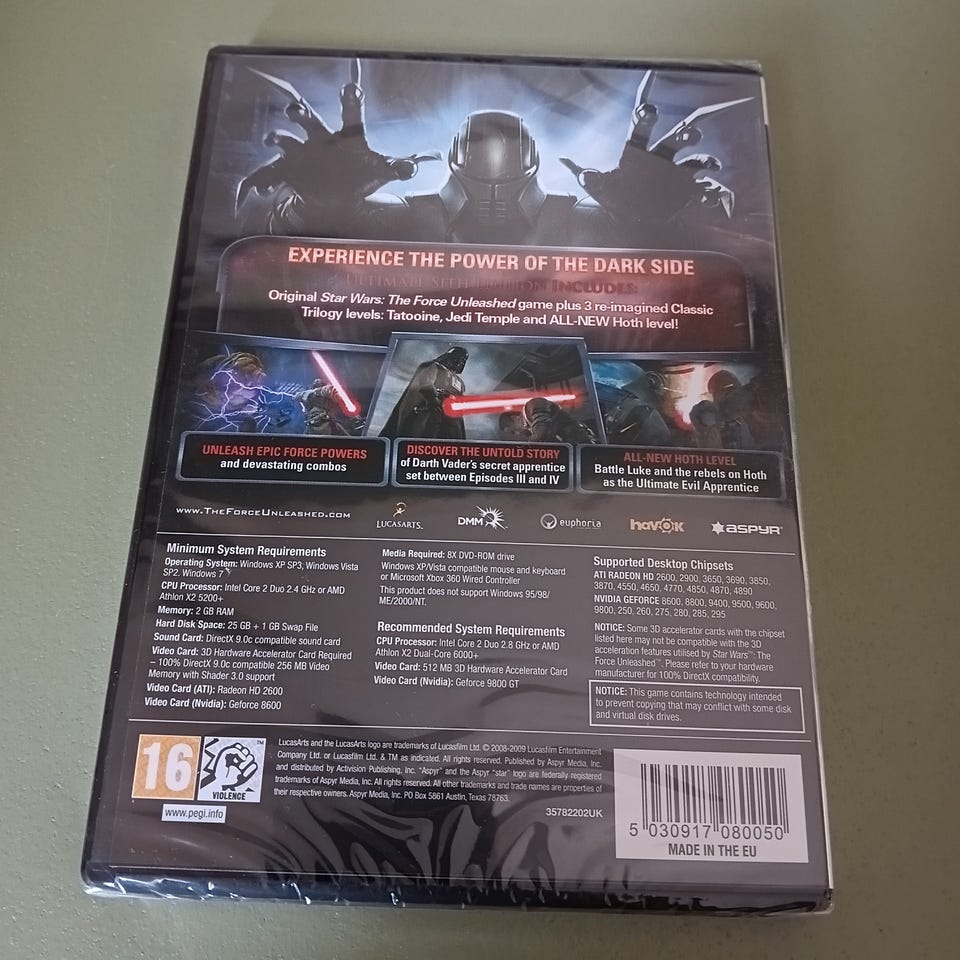 EXPERIENCE THE POWER OF THE DARK SIDE
ULTIMATE SITH EDITION INCLUDES:
Original Star Wars: The Force Unleashed game plus 3 re-imagined Classic
Trilogy levels: Tatooine, Jedi Temple and ALL-NEW Hoth level!
UNLEASH EPIC FORCE POWERS
and devastating combos
DISCOVER THE UNTOLD STORY
of Darth Vader's secret apprentice
set between Episodes III and IV
ALL-NEW HOTH LEVEL
Battle Luke and the rebels on Hoth
as the Ultimate Evil Apprentice
www.TheForceUnleashed.com
LUCASARTS.
DMM
euphoria
havok
ASPYR
Minimum System Requirements
Operating System: Windows XP SP3, Windows Vista
SP2. Windows 7
CPU Processor: Intel Core 2 Duo 2.4 GHz or AMD
Athlon X2 5200+
Memory: 2 GB RAM
Hard Disk Space: 25 GB + 1 GB Swap File
Sound Card: DirectX 9.0c compatible sound card
Video Card: 3D Hardware Accelerator Card Required
– 100% DirectX 9.0c compatible 256 MB Video
Memory with Shader 3.0 support
Video Card (ATI): Radeon HD 2600
Video Card (Nvidia): Geforce 8600
Media Required: 8X DVD-ROM drive
Windows XP/Vista compatible mouse and keyboard
or Microsoft Xbox 360 Wired Controller
This product does not support Windows 95/98/
ME/2000/NT.
Recommended System Requirements
CPU Processor: Intel Core 2 Duo 2.8 GHz or AMD
Athlon X2 Dual-Core 6000+
Video Card: 512 MB 3D Hardware Accelerator Card
Video Card (Nvidia): Geforce 9800 GT
Supported Desktop Chipsets
ATI RADEON HD 2600, 2900, 3650, 3690, 3850,
3870, 4550, 4650, 4770, 4850, 4870, 4890
NVIDIA GEFORCE 8600, 8800, 9400, 9500, 9600,
9800, 250, 260, 275, 280, 285, 295
NOTICE: Some 3D accelerator cards with the chipset
listed here may not be compatible with the 3D
acceleration features utilised by Star Wars™: The
Force Unleashed™. Please refer to your hardware
manufacturer for 100% DirectX compatibility.
NOTICE: This game contains technology intended
to prevent copying that may conflict with some disk
and virtual disk drives.
16
VIOLENCE
™
www.pegi.info
LucasArts and the LucasArts logo are trademarks of Lucasfilm Ltd. © 2008-2009 Lucasfilm Entertainment
Company Ltd. or Lucasfilm Ltd. & TM as indicated. All rights reserved. Published by Aspyr Media, Inc.
and distributed by Activision Publishing, Inc. "Aspyr" and the Aspyr "star" logo are federally registered
trademarks of Aspyr Media, Inc. All rights reserved. All other trademarks and trade names are properties of
their respective owners. Aspyr Media, Inc. PO Box 5861 Austin, Texas 78763.
35782202UK
5 030917 080050
MADE IN THE EU